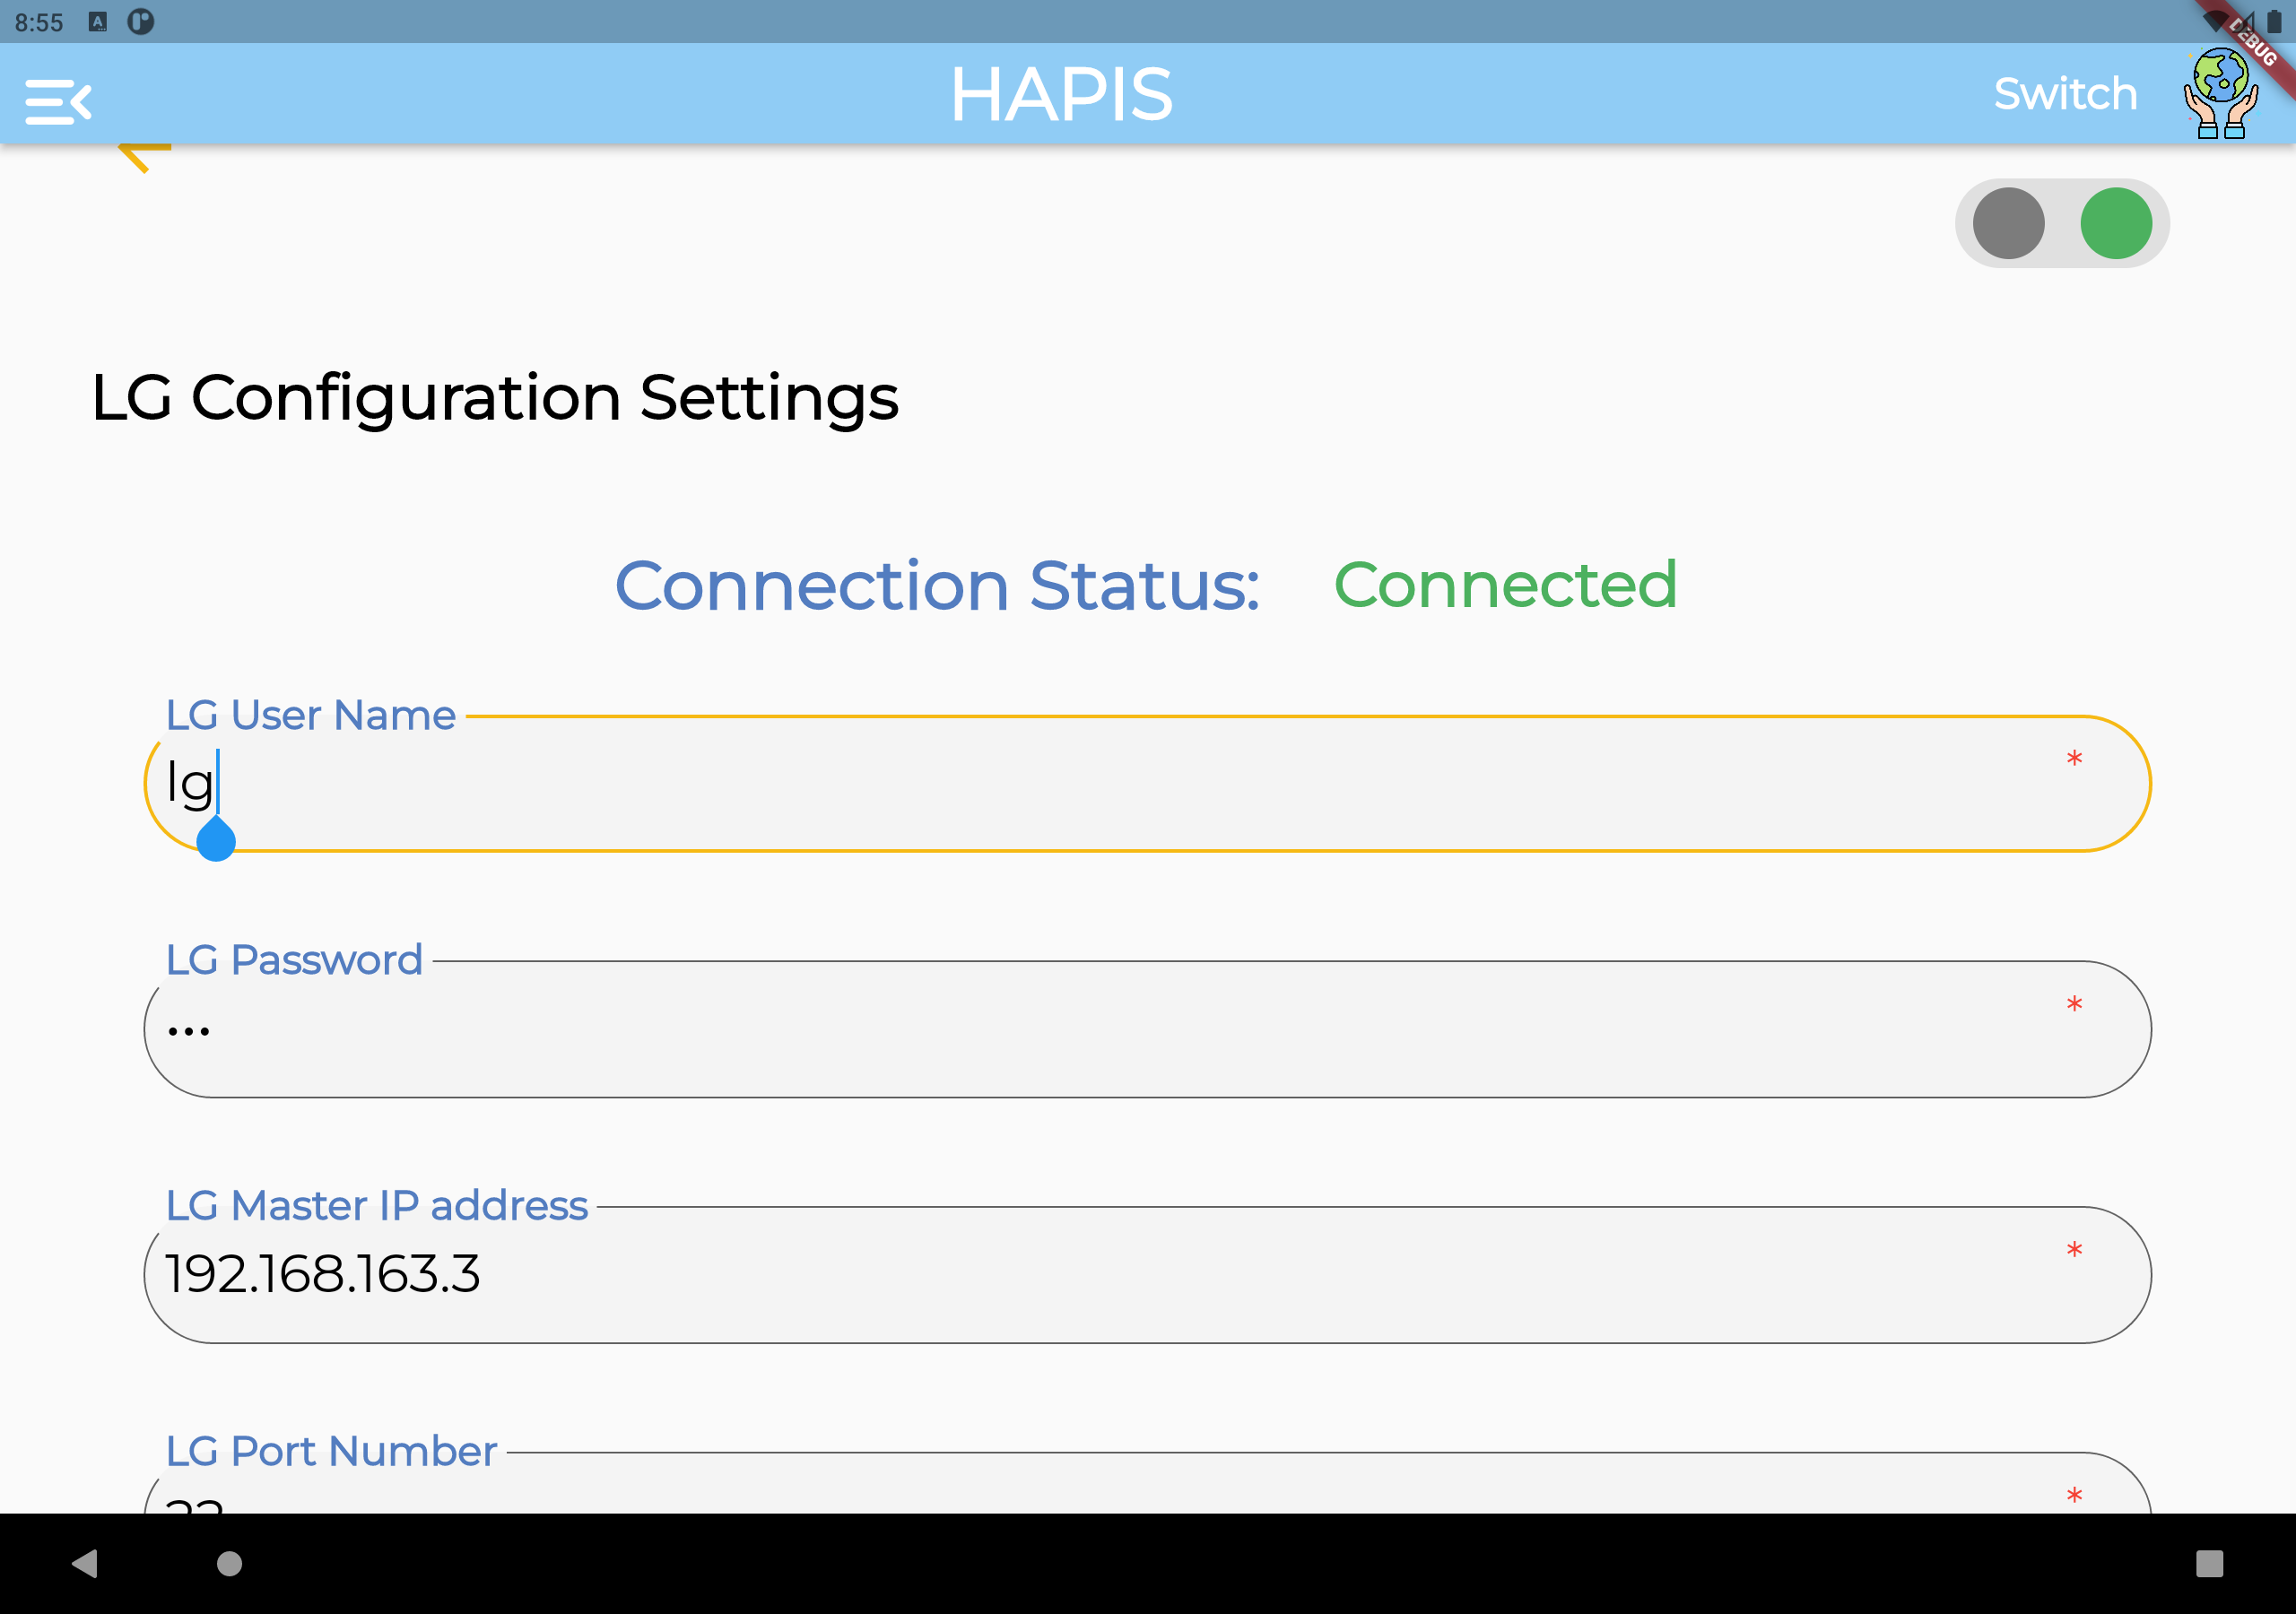 8:55
DEBUG
HAPIS
Switch
LG Configuration Settings
Connection Status: Connected
LG User Name
lg
*
LG Password
•••
*
LG Master IP address
192.168.163.3
*
LG Port Number
22
*